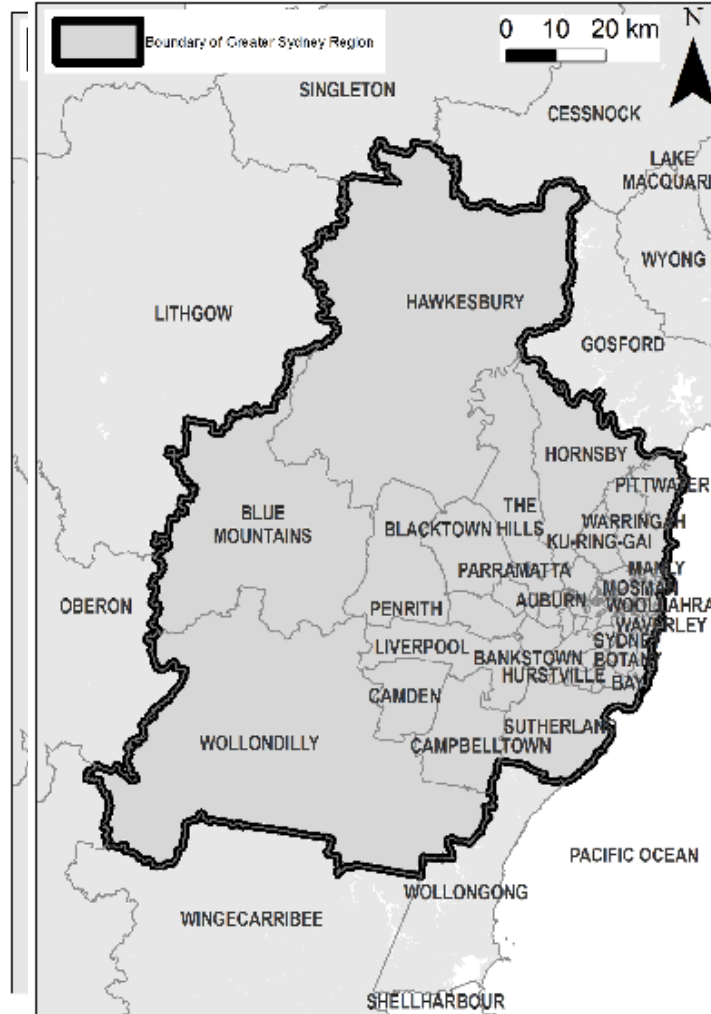 Boundary of Greater Sydney Region
0 10 20 km
N
SINGLETON
CESSNOCK
LAKE
MACQUARI
WYONG
HAWKESBURY
LITHGOW
GOSFORD
HORNSBY
PITTWATER
THE
HILLS
BLUE
MOUNTAINS
BLACKTOWN
WARRINGAH
KU-RING-GAI
PARRAMATTA
MANLY
MOSMAN
OBERON
PENRITH
AUBURN
WOOLLAHRA
WAVERLEY
LIVERPOOL
SYDNEY
BANKSTOWN
BOTANY
HURSTVILLE
BAY
CAMDEN
SUTHERLAND
WOLLONDILLY
CAMPBELLTOWN
PACIFIC OCEAN
WOLLONGONG
WINGECARRIBEE
SHELLHARBOUR